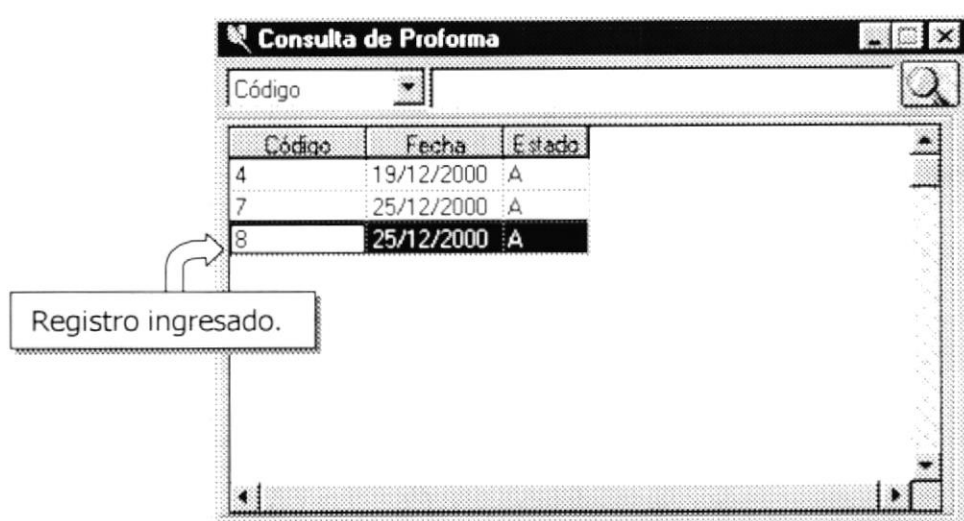 Consulta de Proforma
Código
Código Fecha Estado
4 19/12/2000 A
7 25/12/2000 A
8 25/12/2000 A
Registro ingresado.